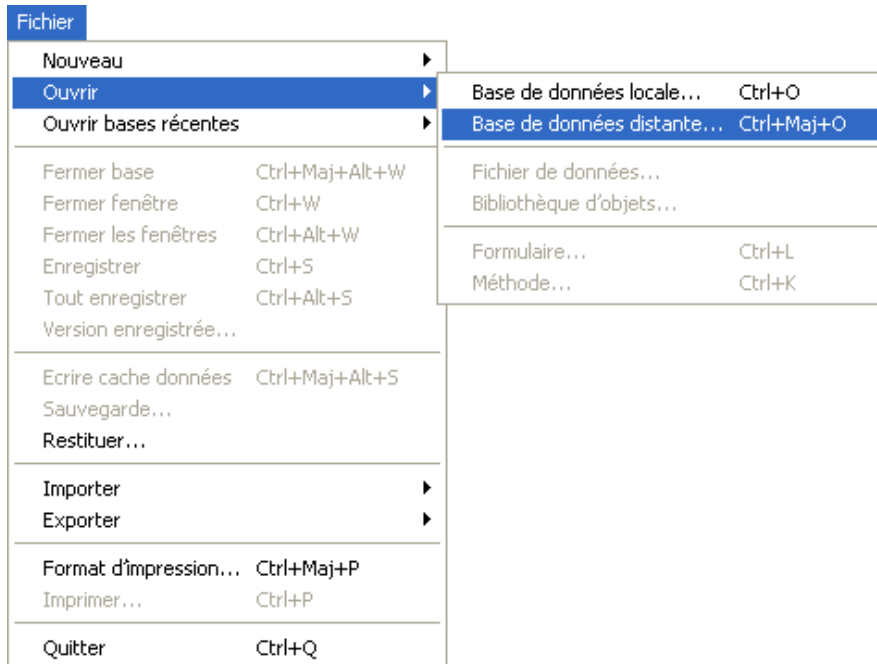 Fichier
Nouveau
Ouvrir
Ouvrir bases récentes
Fermer base Ctrl+Maj+Alt+W
Fermer fenêtre Ctrl+W
Fermer les fenêtres Ctrl+Alt+W
Enregistrer Ctrl+S
Tout enregistrer Ctrl+Alt+S
Version enregistrée...
Ecrire cache données Ctrl+Maj+Alt+S
Sauvegarde...
Restituer...
Importer
Exporter
Format d'impression... Ctrl+Maj+P
Imprimer... Ctrl+P
Quitter Ctrl+Q
Base de données locale... Ctrl+O
Base de données distante... Ctrl+Maj+O
Fichier de données...
Bibliothèque d'objets...
Formulaire... Ctrl+L
Méthode... Ctrl+K